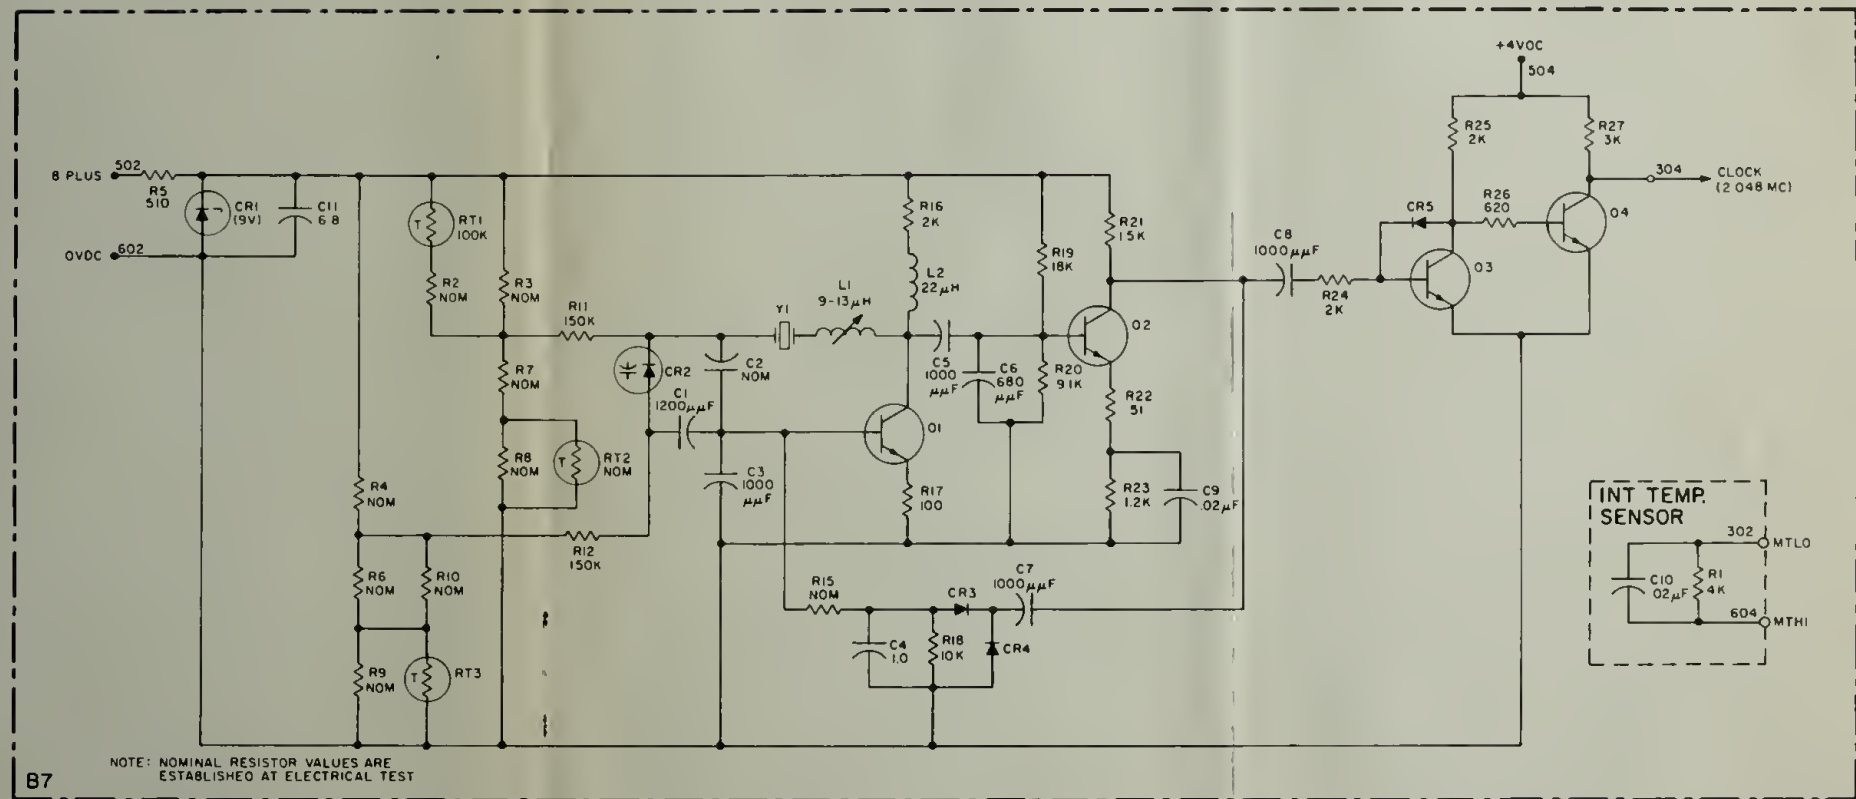 +4VDC
504
R25
2K
R27
3K
304
CLOCK
(2.048 MC)
B PLUS
502
R5
510
CR1
(9V)
C11
6.8
0VDC
602
T
RT1
100K
R2
NOM
R3
NOM
R11
150K
R16
2K
L2
22µH
Y1
L1
9-13µH
R19
18K
R21
1.5K
C8
1000µµF
R24
2K
CR5
R26
620
Q3
Q4
R7
NOM
CR2
C2
NOM
C1
1200µµF
C5
1000
µµF
C6
680
µµF
R20
9.1K
Q2
R22
51
R4
NOM
R8
NOM
T
RT2
NOM
C3
1000
µµF
Q1
R17
100
R23
1.2K
C9
.02µF
R12
150K
R6
NOM
R10
NOM
R9
NOM
T
RT3
R15
NOM
CR3
C7
1000µµF
C4
1.0
R18
10K
CR4
INT TEMP.
SENSOR
302
MTLO
C10
.02µF
R1
4K
604
MTHI
NOTE: NOMINAL RESISTOR VALUES ARE
ESTABLISHED AT ELECTRICAL TEST
B7